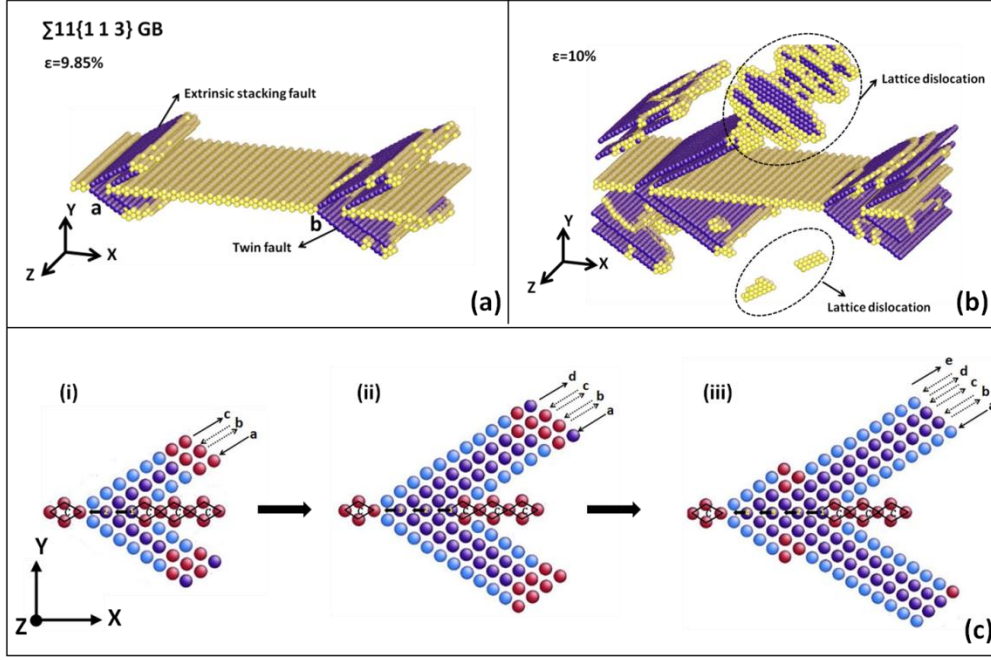 ∑11{1 1 3} GB
ε=9.85%
Extrinsic stacking fault
a
b
Twin fault
Y
X
Z
(a)
ε=10%
Lattice dislocation
Lattice dislocation
Y
X
Z
(b)
(i)
c
b
a
(ii)
d
c
b
a
(iii)
e
d
c
b
a
Y
Z
X
(c)